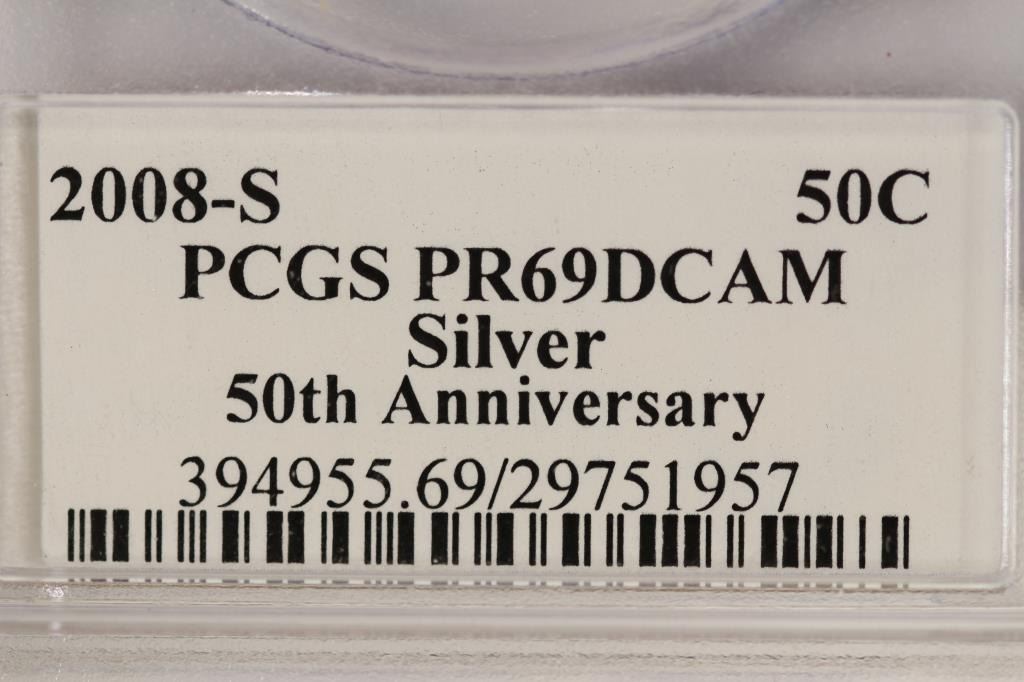 2008-S 50C
PCGS PR69DCAM
Silver
50th Anniversary
394955.69/29751957